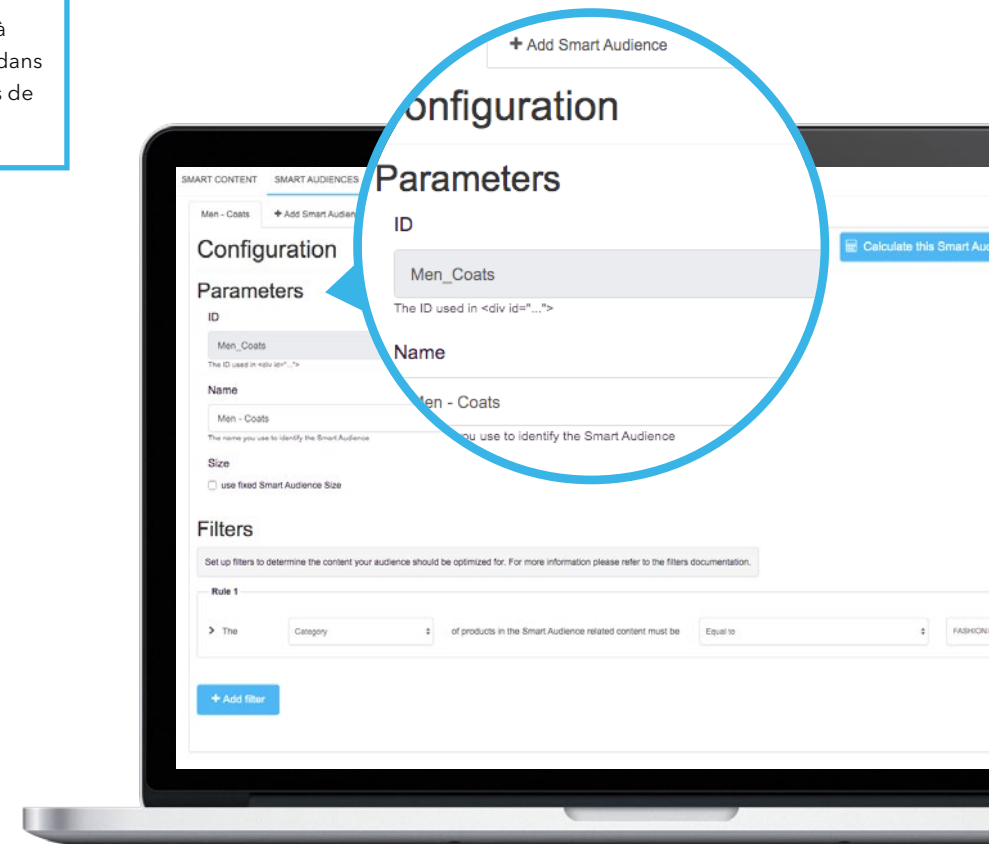 à
dans
de
+ Add Smart Audience
onfiguration
Parameters
ID
Men_Coats
The ID used in <div id="...">
Name
Men - Coats
you use to identify the Smart Audience
SMART CONTENT SMART AUDIENCES
Men - Coats + Add Smart Audien
Configuration
Calculate this Smart Aud
Parameters
ID
Men_Coats
The ID used in <div id="...">
Name
Men - Coats
The name you use to identify the Smart Audience
Size
use fixed Smart Audience Size
Filters
Set up filters to determine the content your audience should be optimized for. For more information please refer to the filters documentation.
Rule 1
The Category of products in the Smart Audience related content must be Equal to FASHION
+ Add filter